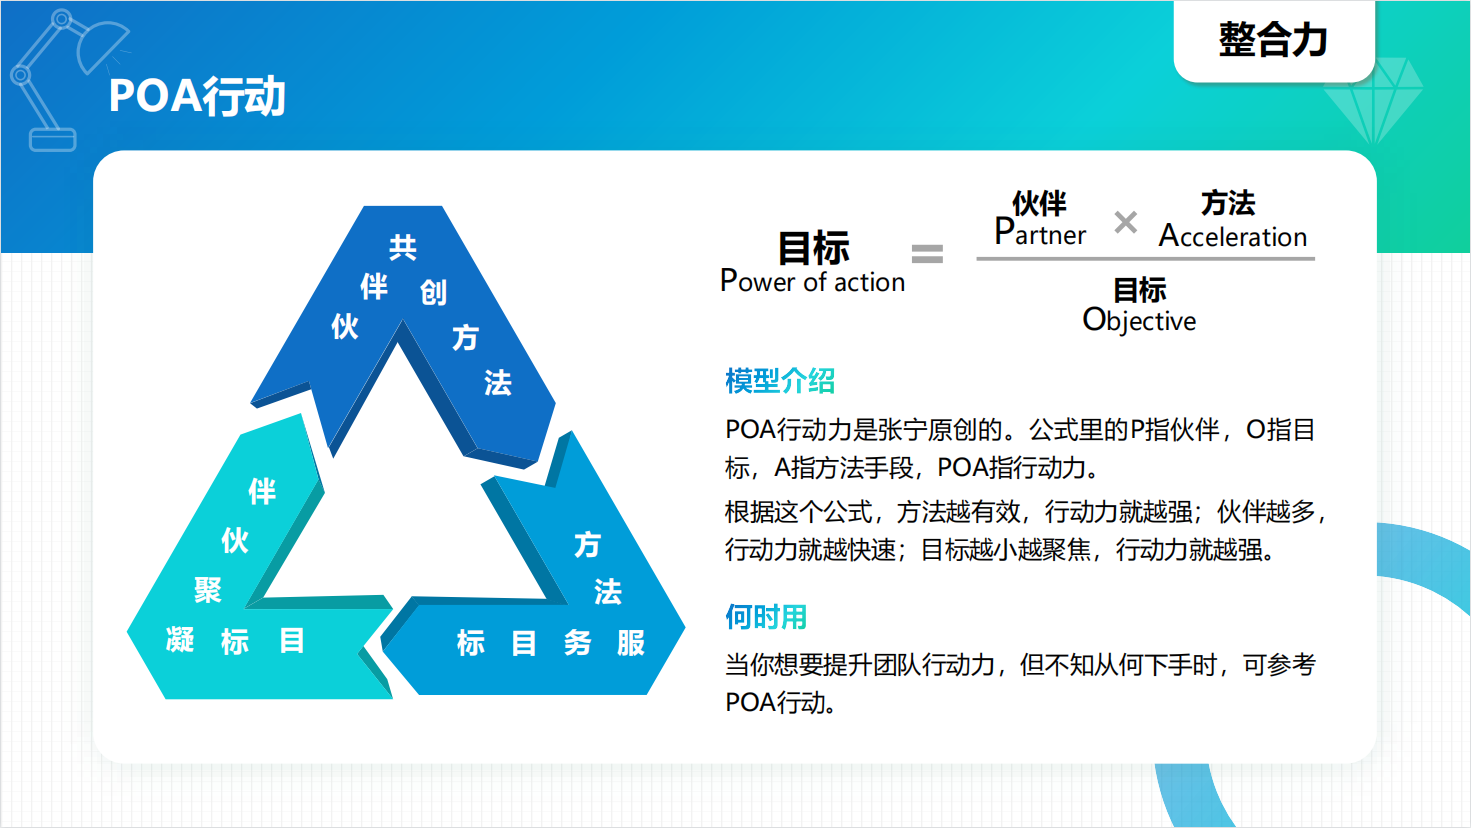 整合力
POA行动
伙伴共创方法
方法服务目标
目标凝聚伙伴
目标
Power of action
=
伙伴
Partner
×
方法
Acceleration
目标
Objective
模型介绍
POA行动力是张宁原创的。公式里的P指伙伴，O指目
标，A指方法手段，POA指行动力。
根据这个公式，方法越有效，行动力就越强；伙伴越多，
行动力就越快速；目标越小越聚焦，行动力就越强。
何时用
当你想要提升团队行动力，但不知从何下手时，可参考
POA行动。